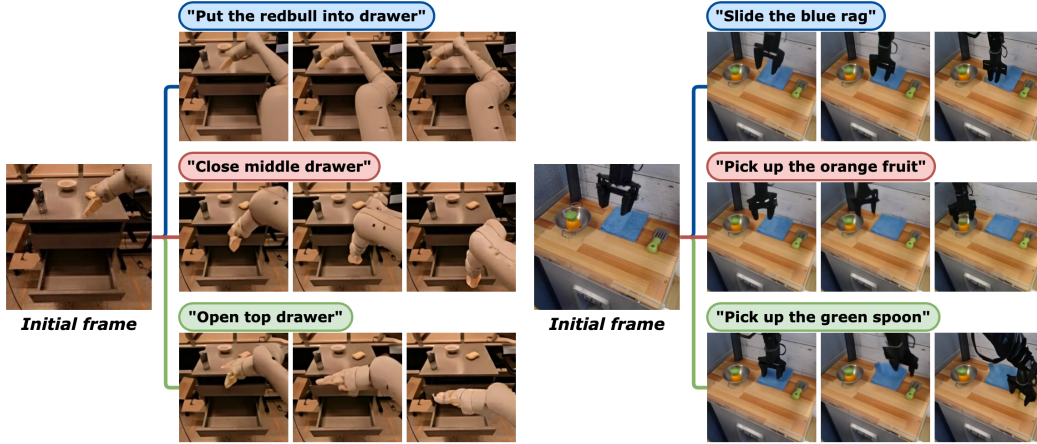 "Put the redbull into drawer"
"Close middle drawer"
Initial frame
"Open top drawer"
"Slide the blue rag"
"Pick up the orange fruit"
Initial frame
"Pick up the green spoon"